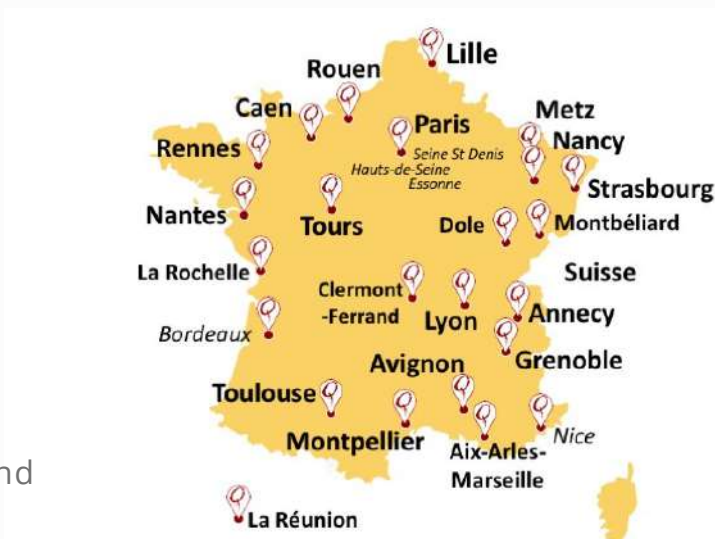 Lille
Rouen
Caen
Paris
Metz
Rennes
Seine St Denis
Nancy
Hauts-de-Seine
Essonne
Strasbourg
Nantes
Tours
Dole
Montbéliard
La Rochelle
Suisse
Clermont
-Ferrand
Lyon
Annecy
Bordeaux
Avignon
Grenoble
Toulouse
Montpellier
Nice
Aix-Arles-
Marseille
nd
La Réunion